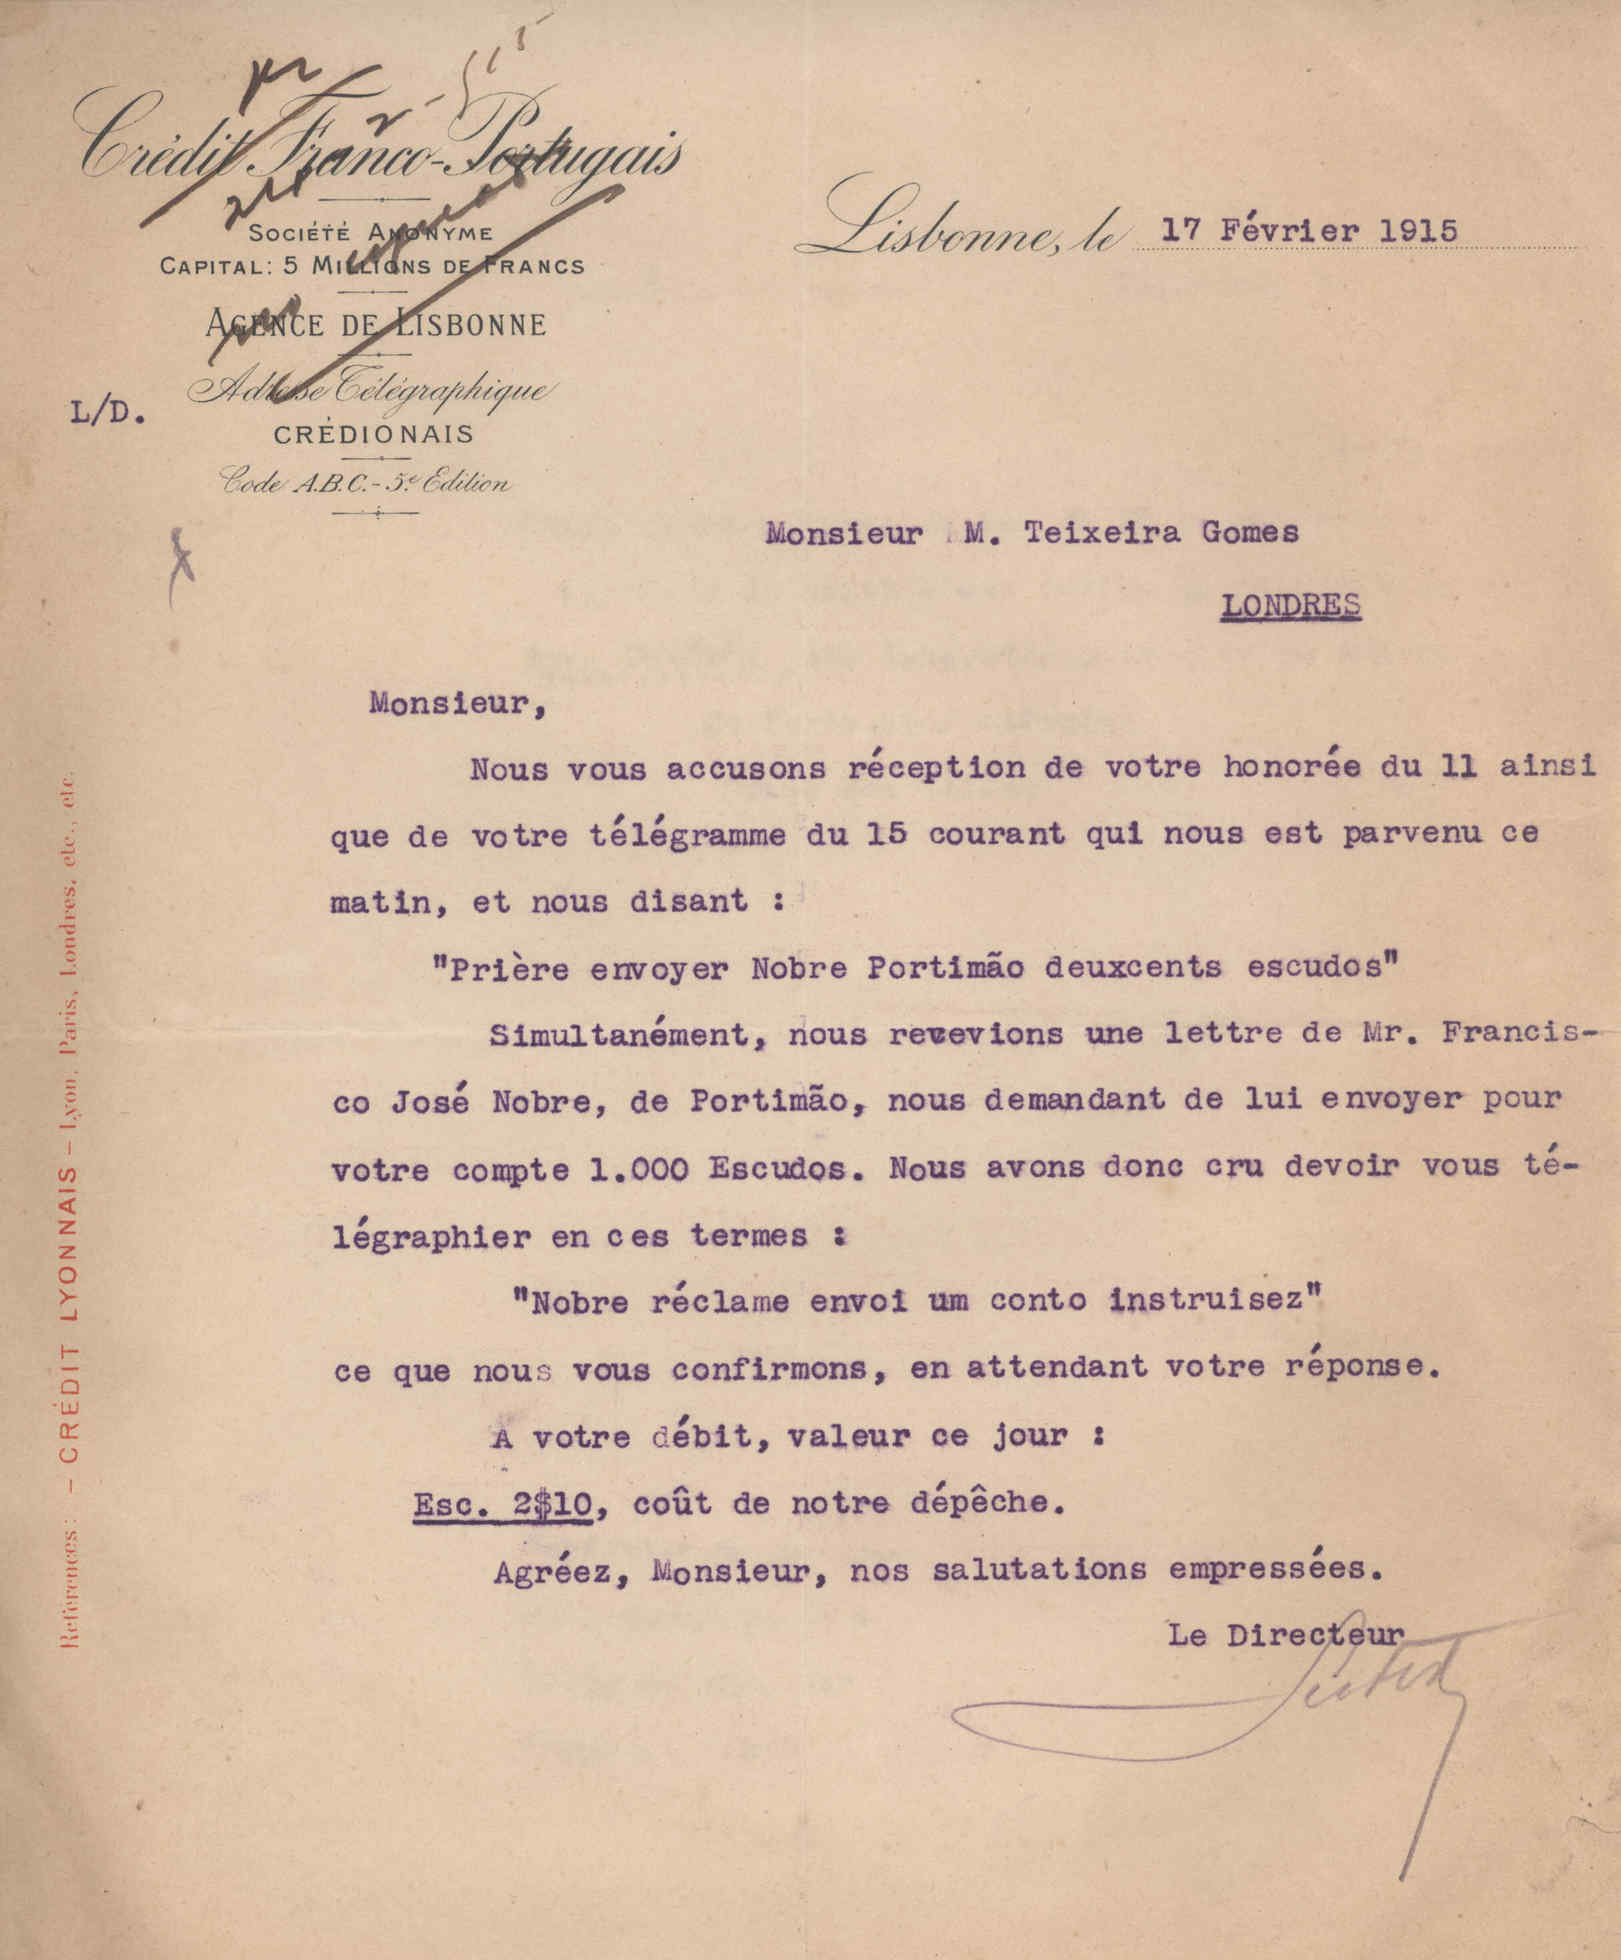 Crédit Franco-Portugais
SOCIÉTÉ ANONYME
CAPITAL: 5 MILLIONS DE FRANCS
AGENCE DE LISBONNE
Adresse Télégraphique
CRÉDIONAIS
Code A.B.C. - 5e Edition
Lisbonne, le 17 Février 1915
L/D.
Monsieur M. Teixeira Gomes
LONDRES
Monsieur,
Nous vous accusons réception de votre honorée du 11 ainsi
que de votre télégramme du 15 courant qui nous est parvenu ce
matin, et nous disant :
"Prière envoyer Nobre Portimão deuxcents escudos"
Simultanément, nous recevions une lettre de Mr. Francis-
co José Nobre, de Portimão, nous demandant de lui envoyer pour
votre compte 1.000 Escudos. Nous avons donc cru devoir vous té-
légraphier en ces termes :
"Nobre réclame envoi um conto instruisez"
ce que nous vous confirmons, en attendant votre réponse.
A votre débit, valeur ce jour :
Esc. 2$10, coût de notre dépêche.
Agréez, Monsieur, nos salutations empressées.
Le Directeur
Références: – CRÉDIT LYONNAIS – Lyon, Paris, Londres, etc., etc.